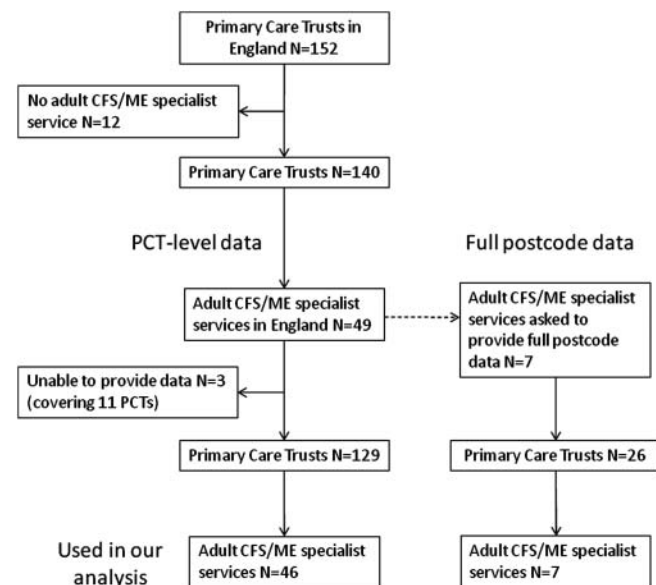 Primary Care Trusts in
England N=152
No adult CFS/ME specialist
service N=12
Primary Care Trusts N=140
PCT-level data
Full postcode data
Adult CFS/ME specialist
services in England N=49
Adult CFS/ME specialist
services asked to
provide full postcode
data N=7
Unable to provide data N=3
(covering 11 PCTs)
Primary Care Trusts N=129
Primary Care Trusts N=26
Used in our
analysis
Adult CFS/ME specialist
services N=46
Adult CFS/ME specialist
services N=7